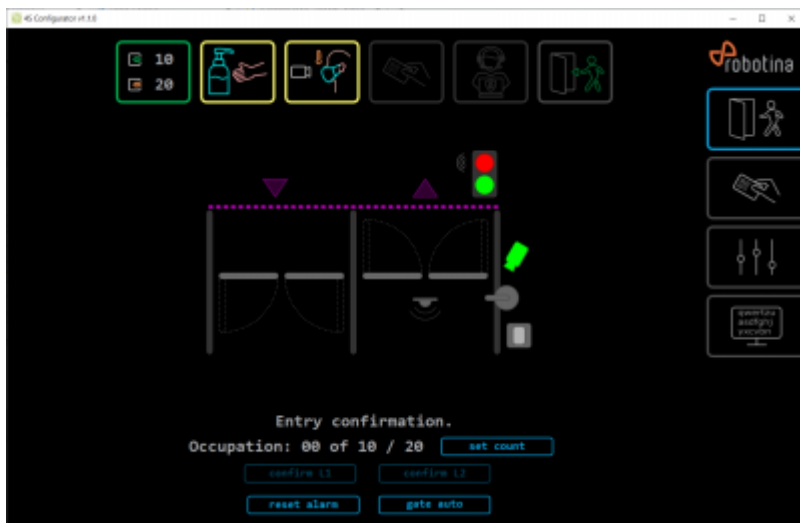 4S Configurator v1.1.0
10
20
robotina
Entry confirmation.
Occupation: 00 of 10 / 20
set count
confirm L1
confirm L2
reset alarm
gate auto